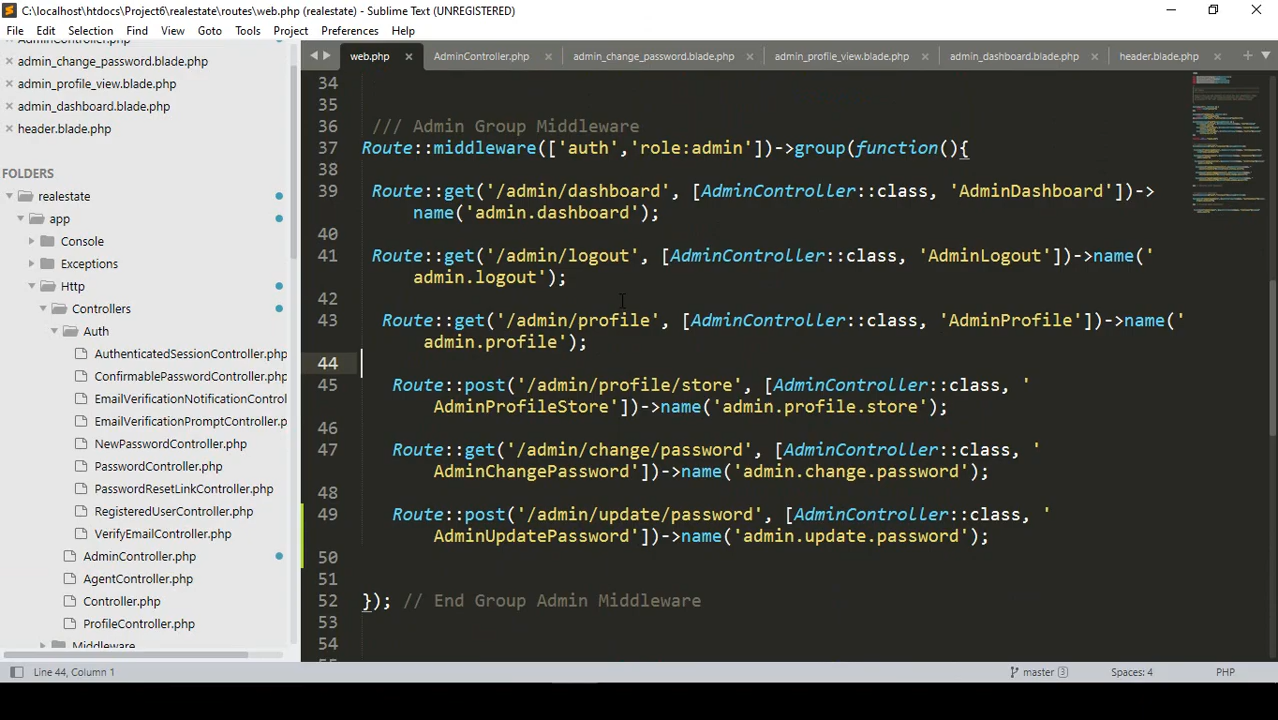 C:\localhost\htdocs\Project6\realestate\routes\web.php (realestate) - Sublime Text (UNREGISTERED)
File Edit Selection Find View Goto Tools Project Preferences Help
AdminController.php
admin_change_password.blade.php
admin_profile_view.blade.php
admin_dashboard.blade.php
header.blade.php
FOLDERS
realestate
app
Console
Exceptions
Http
Controllers
Auth
AuthenticatedSessionController.php
ConfirmablePasswordController.php
EmailVerificationNotificationControl
EmailVerificationPromptController.p
NewPasswordController.php
PasswordController.php
PasswordResetLinkController.php
RegisteredUserController.php
VerifyEmailController.php
AdminController.php
AgentController.php
Controller.php
ProfileController.php
Middleware
web.php AdminController.php admin_change_password.blade.php admin_profile_view.blade.php admin_dashboard.blade.php header.blade.php
34
35
36 /// Admin Group Middleware
37 Route::middleware(['auth','role:admin'])->group(function(){
38
39 Route::get('/admin/dashboard', [AdminController::class, 'AdminDashboard'])->
name('admin.dashboard');
40
41 Route::get('/admin/logout', [AdminController::class, 'AdminLogout'])->name('
admin.logout');
42
43 Route::get('/admin/profile', [AdminController::class, 'AdminProfile'])->name('
admin.profile');
44
45 Route::post('/admin/profile/store', [AdminController::class, '
AdminProfileStore'])->name('admin.profile.store');
46
47 Route::get('/admin/change/password', [AdminController::class, '
AdminChangePassword'])->name('admin.change.password');
48
49 Route::post('/admin/update/password', [AdminController::class, '
AdminUpdatePassword'])->name('admin.update.password');
50
51
52 }); // End Group Admin Middleware
53
54
Line 44, Column 1
master 3 Spaces: 4 PHP